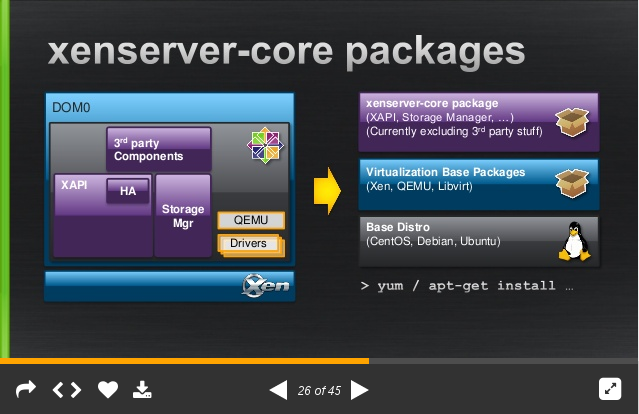 xenserver-core packages
DOM0
3rd party
Components
XAPI
HA
Storage
Mgr
QEMU
Drivers
Xen
xenserver-core package
(XAPI, Storage Manager, …)
(Currently excluding 3rd party stuff)
Virtualization Base Packages
(Xen, QEMU, Libvirt)
Base Distro
(CentOS, Debian, Ubuntu)
> yum / apt-get install …
26 of 45